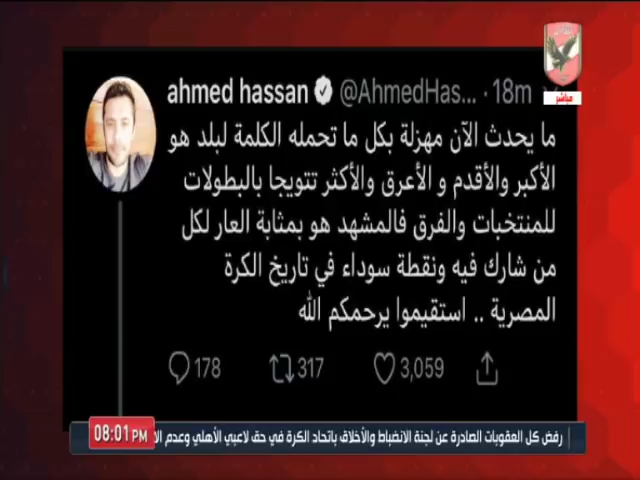 ahmed hassan @AhmedHas... · 18m
مباشر
ما يحدث الآن مهزلة بكل ما تحمله الكلمة لبلد هو
الأكبر والأقدم و الأعرق والأكثر تتويجا بالبطولات
للمنتخبات والفرق فالمشهد هو بمثابة العار لكل
من شارك فيه ونقطة سوداء في تاريخ الكرة
المصرية .. استقيموا يرحمكم الله
178 317 3,059
رفض كل العقوبات الصادرة عن لجنة الانضباط والأخلاق باتحاد الكرة في حق لاعبي الأهلي وعدم الا
08:01 PM